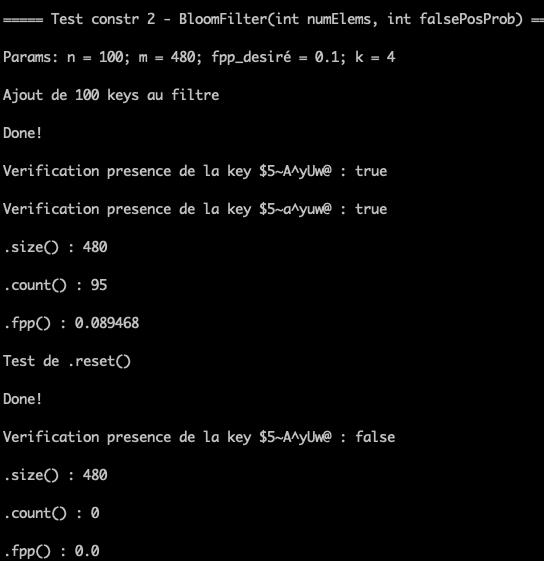 ===== Test constr 2 - BloomFilter(int numElems, int falsePosProb) ==
Params: n = 100; m = 480; fpp_desiré = 0.1; k = 4
Ajout de 100 keys au filtre
Done!
Verification presence de la key $5~A^yUw@ : true
Verification presence de la key $5~a^yuw@ : true
.size() : 480
.count() : 95
.fpp() : 0.089468
Test de .reset()
Done!
Verification presence de la key $5~A^yUw@ : false
.size() : 480
.count() : 0
.fpp() : 0.0